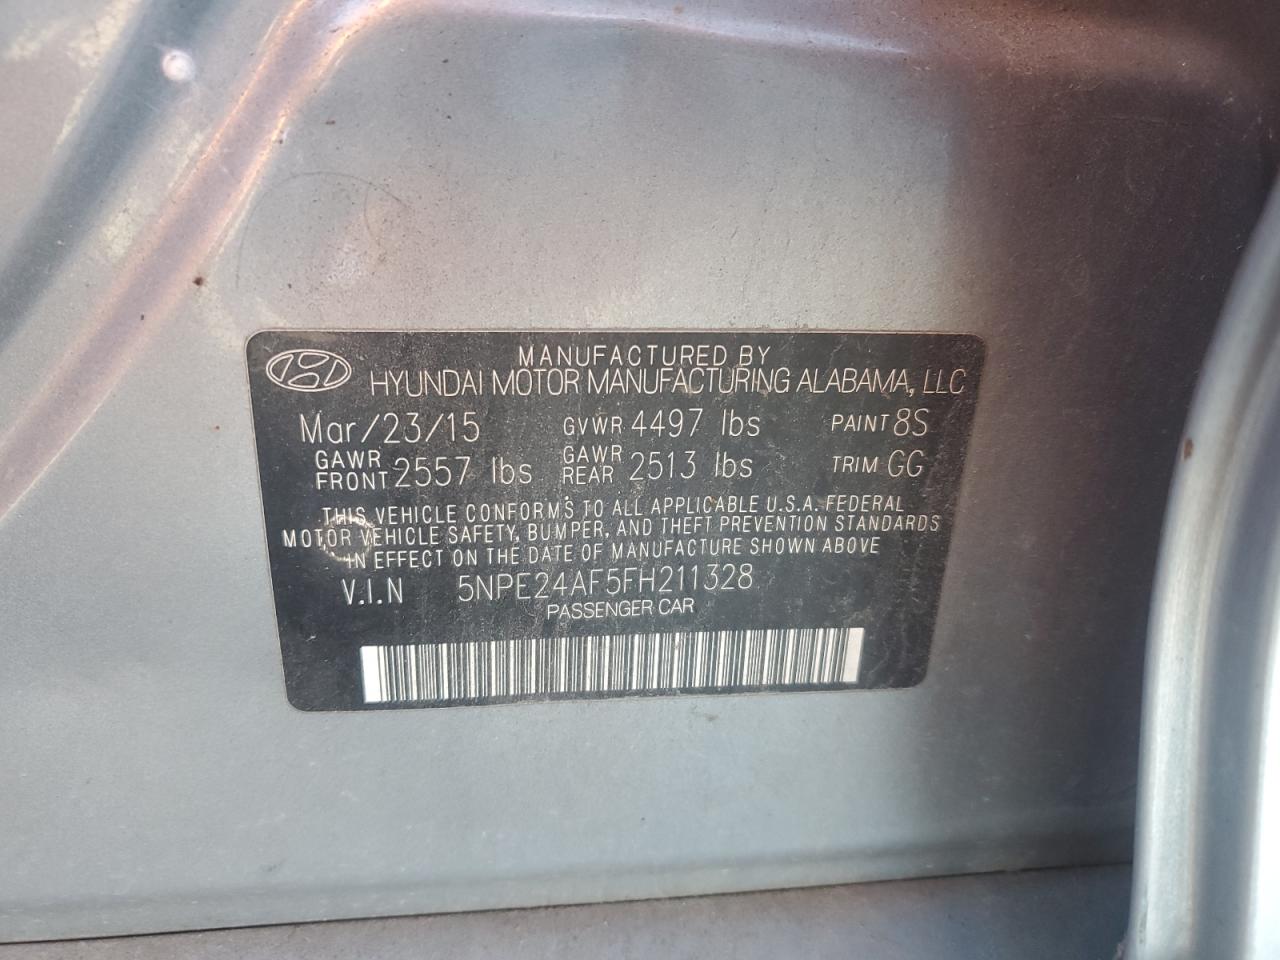 MANUFACTURED BY
HYUNDAI MOTOR MANUFACTURING ALABAMA, LLC
Mar/23/15 GVWR 4497 lbs PAINT 8S
GAWR FRONT 2557 lbs GAWR REAR 2513 lbs TRIM GG
THIS VEHICLE CONFORMS TO ALL APPLICABLE U.S.A. FEDERAL
MOTOR VEHICLE SAFETY, BUMPER, AND THEFT PREVENTION STANDARDS
IN EFFECT ON THE DATE OF MANUFACTURE SHOWN ABOVE
V.I.N 5NPE24AF5FH211328
PASSENGER CAR